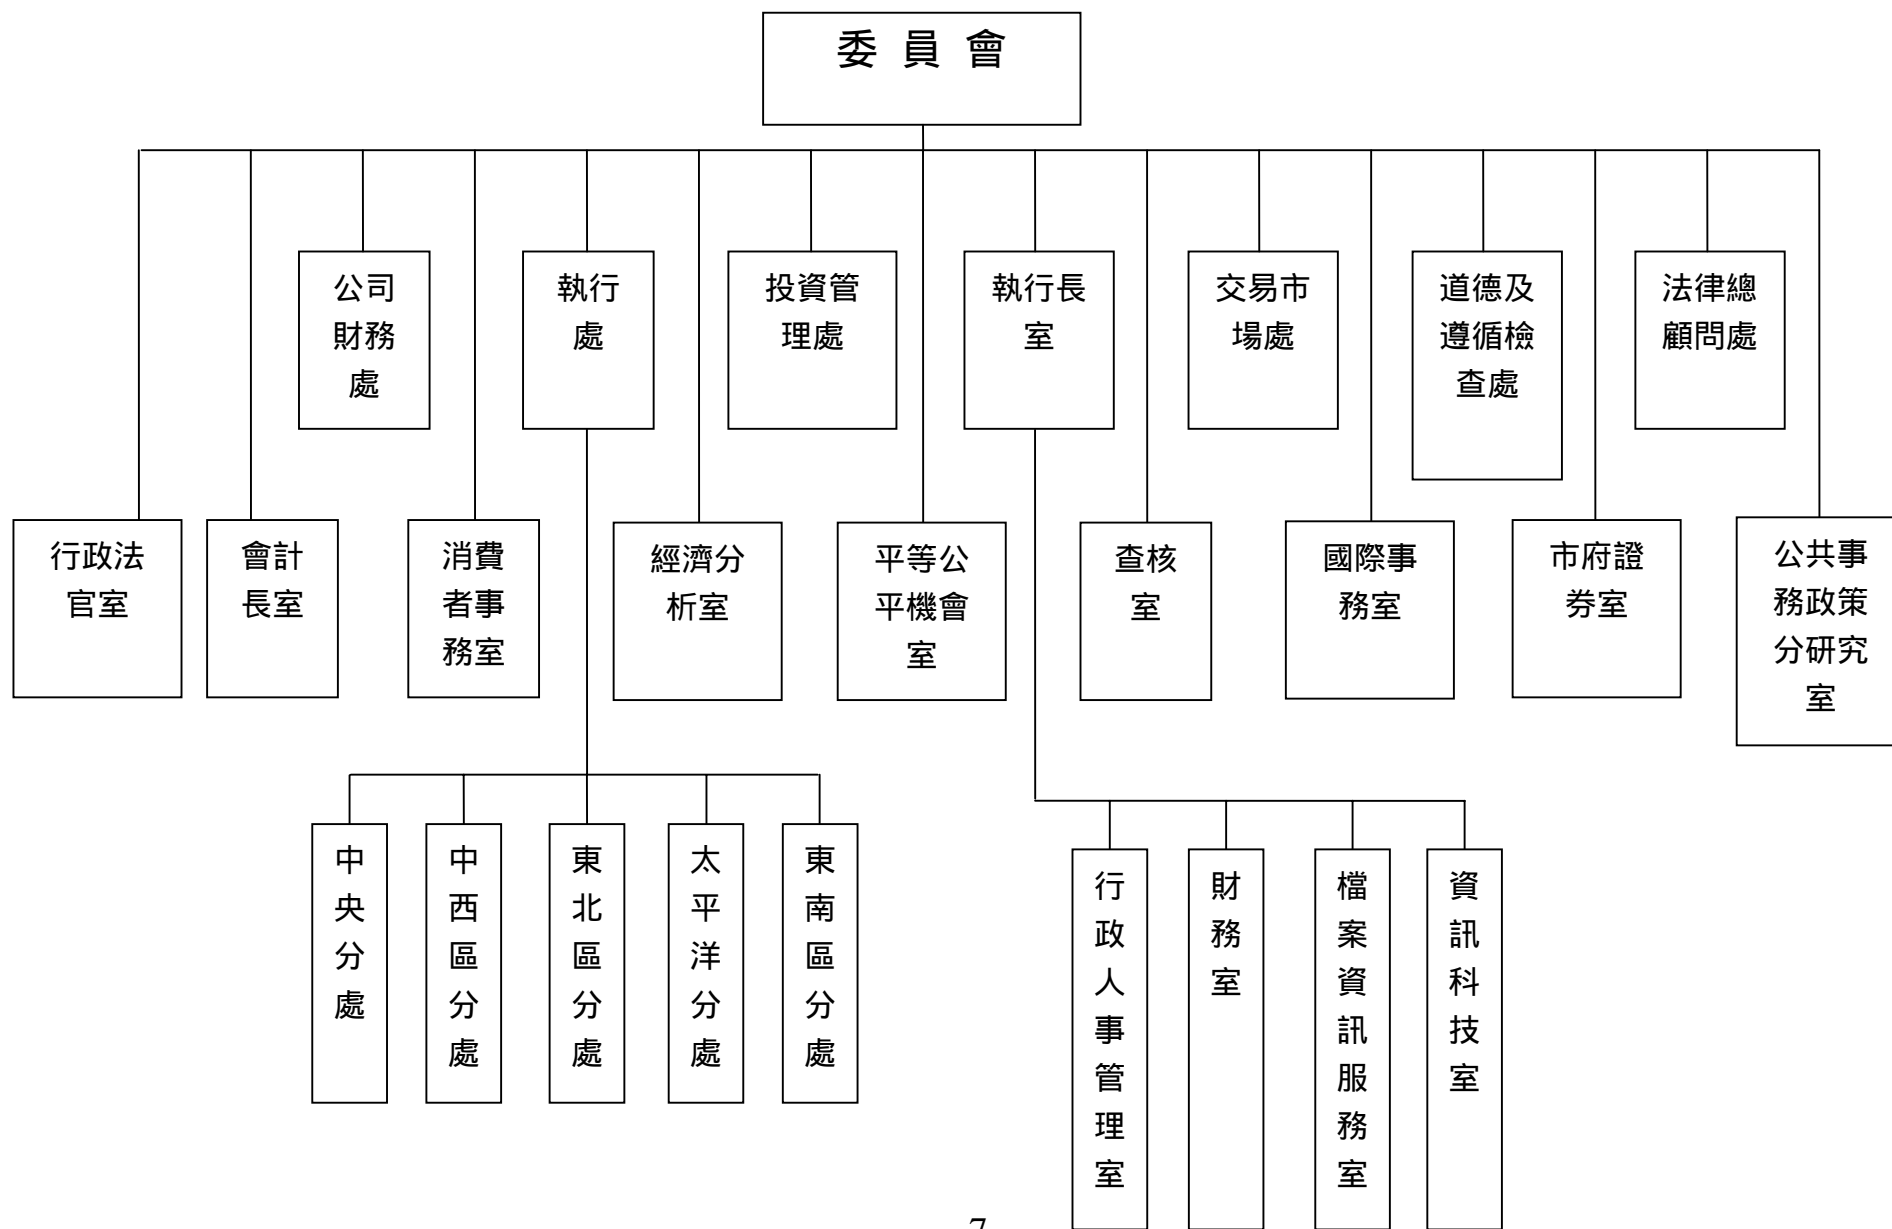 委員會
公司
財務
處
執行
處
投資管
理處
執行長
室
交易市
場處
道德及
遵循檢
查處
法律總
顧問處
行政法
官室
會計
長室
消費
者事
務室
經濟分
析室
平等公
平機會
室
查核
室
國際事
務室
市府證
券室
公共事
務政策
分研究
室
中央分處
中西區分處
東北區分處
太平洋分處
東南區分處
行政人事管理室
財務室
檔案資訊服務室
資訊科技室
7